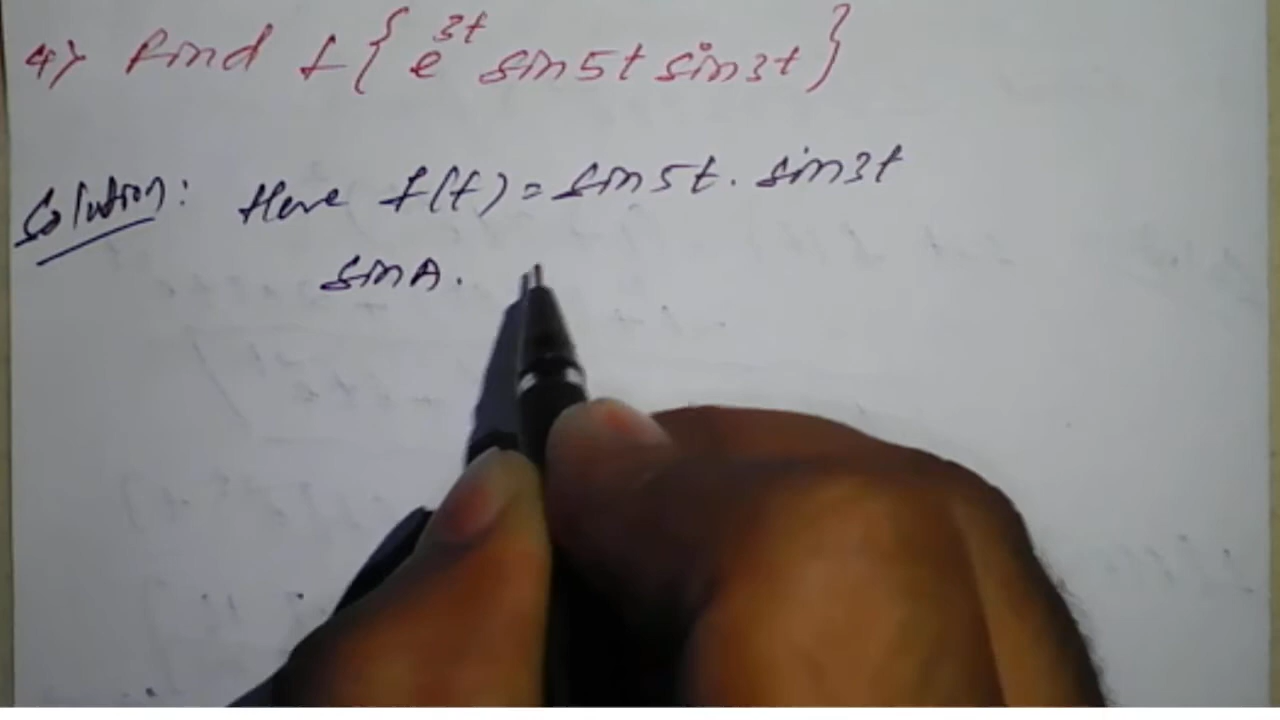 4) Find L{e^{3t} sin5t sin3t}
Solution: Here f(t) = sin5t. sin3t
sinA.